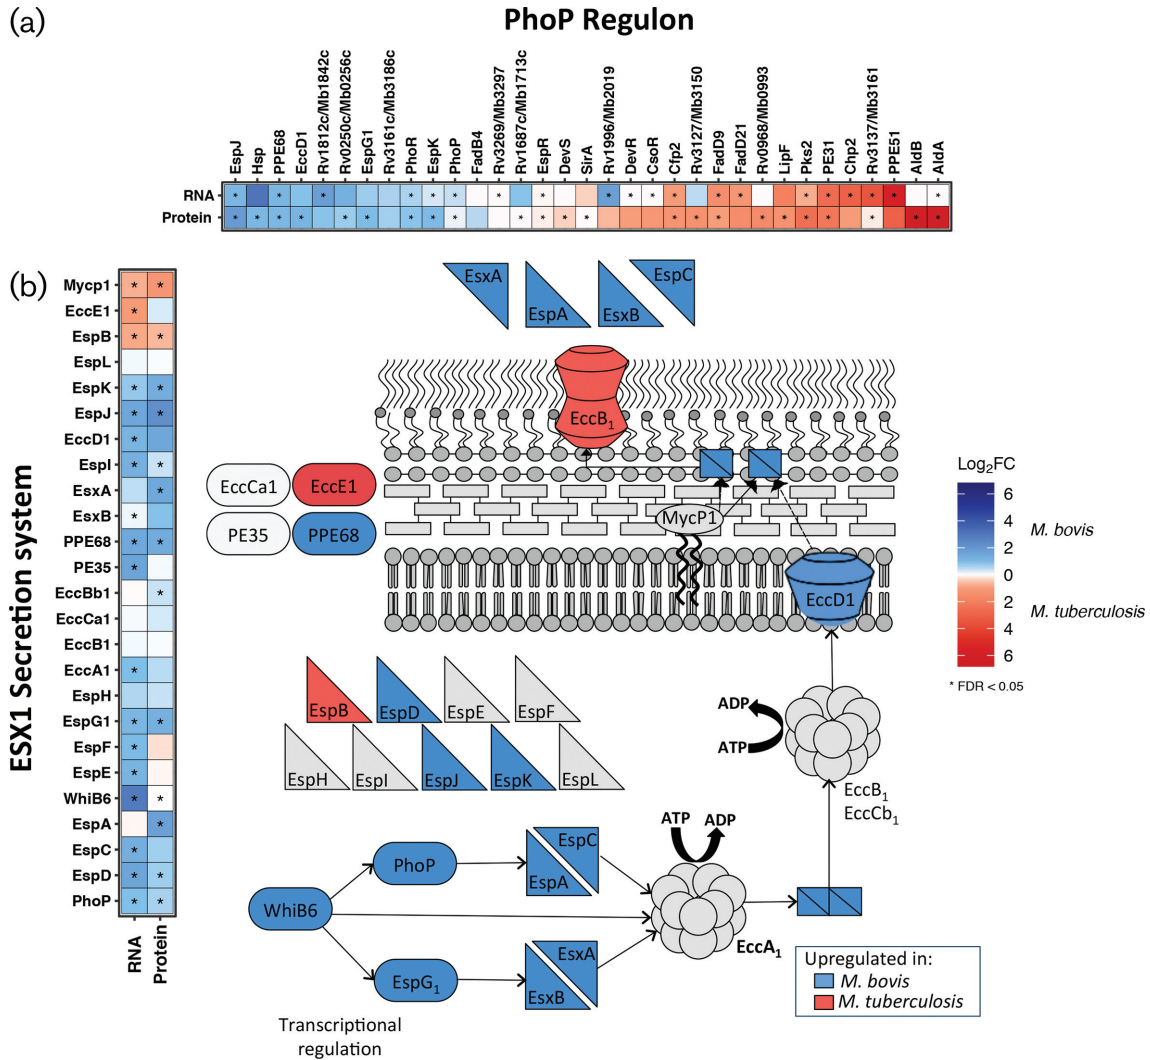 (a)
PhoP Regulon
EspJ
Hsp
PPE68
EccD1
Rv1812c/Mb1842c
Rv0250c/Mb0256c
EspG1
Rv3161c/Mb3186c
PhoR
EspK
PhoP
FadB4
Rv3269/Mb3297
Rv1687c/Mb1713c
EspR
DevS
SirA
Rv1996/Mb2019
DevR
CsoR
Cfp2
Rv3127/Mb3150
FadD9
FadD21
Rv0968/Mb0993
LipF
Pks2
PE31
Chp2
Rv3137/Mb3161
PPE51
AldB
AldA
RNA
Protein
(b)
ESX1 Secretion system
Mycp1
EccE1
EspB
EspL
EspK
EspJ
EccD1
EspI
EsxA
EsxB
PPE68
PE35
EccBb1
EccCa1
EccB1
EccA1
EspH
EspG1
EspF
EspE
WhiB6
EspA
EspC
EspD
PhoP
RNA
Protein
EsxA
EspA
EsxB
EspC
EccB1
EccCa1
EccE1
PE35
PPE68
MycP1
EccD1
EspB
EspD
EspE
EspF
EspH
EspI
EspJ
EspK
EspL
ADP
ATP
EccB1
EccCb1
ATP
ADP
PhoP
EspC
EspA
WhiB6
EccA1
EspG1
EsxA
EsxB
Transcriptional
regulation
Log2FC
6
4
2
0
2
4
6
M. bovis
M. tuberculosis
* FDR < 0.05
Upregulated in:
M. bovis
M. tuberculosis